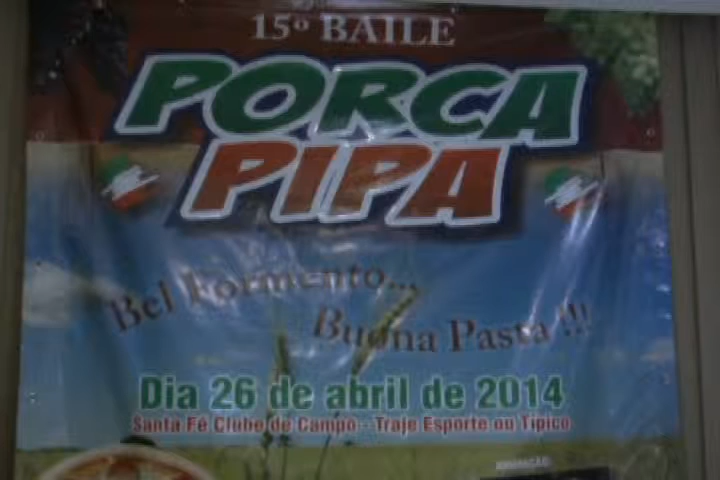 15º BAILE
PORCA
PIPA
Bel Formento...
Buona Pasta !!!
Dia 26 de abril de 2014
Santa Fé Clube de Campo - Traje Esporte ou Típico